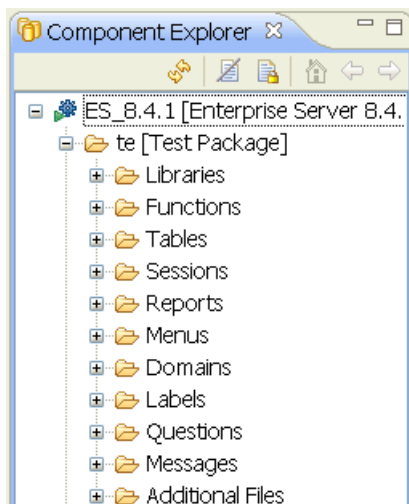 Component Explorer
ES_8.4.1 [Enterprise Server 8.4.
te [Test Package]
Libraries
Functions
Tables
Sessions
Reports
Menus
Domains
Labels
Questions
Messages
Additional Files